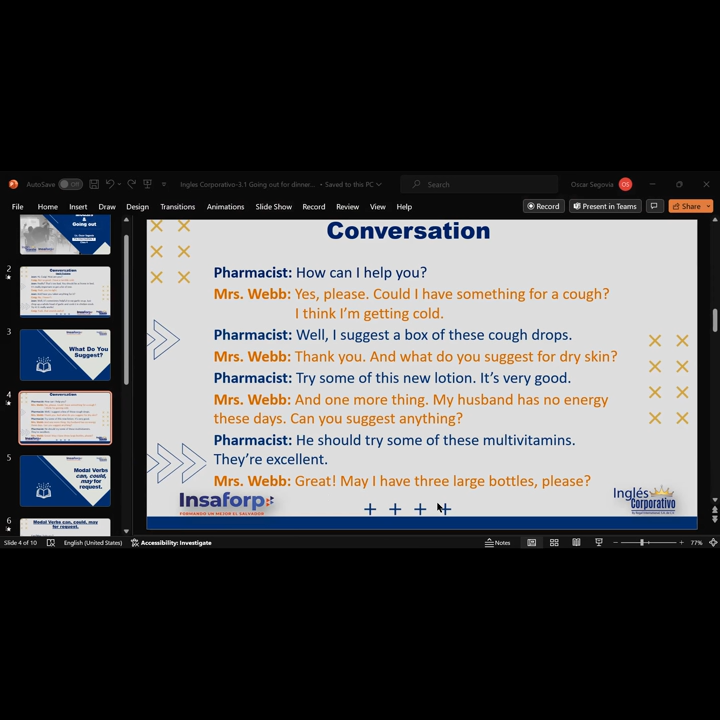 AutoSave Off Ingles Corporativo-3.1 Going out for dinner... • Saved to this PC Search Oscar Segovia OS
File Home Insert Draw Design Transitions Animations Slide Show Record Review View Help Record Present in Teams Share
Going out
2
Conversation
3
What Do You Suggest?
4
Conversation
5
Modal Verbs can, could, may for request.
6
Modal Verbs can, could, may for request.
Conversation
Pharmacist: How can I help you?
Mrs. Webb: Yes, please. Could I have something for a cough?
I think I'm getting cold.
Pharmacist: Well, I suggest a box of these cough drops.
Mrs. Webb: Thank you. And what do you suggest for dry skin?
Pharmacist: Try some of this new lotion. It's very good.
Mrs. Webb: And one more thing. My husband has no energy
these days. Can you suggest anything?
Pharmacist: He should try some of these multivitamins.
They're excellent.
Mrs. Webb: Great! May I have three large bottles, please?
Insaforp
FORMANDO UN MEJOR EL SALVADOR
Inglés
Corporativo
Slide 4 of 10 English (United States) Accessibility: Investigate Notes 77%